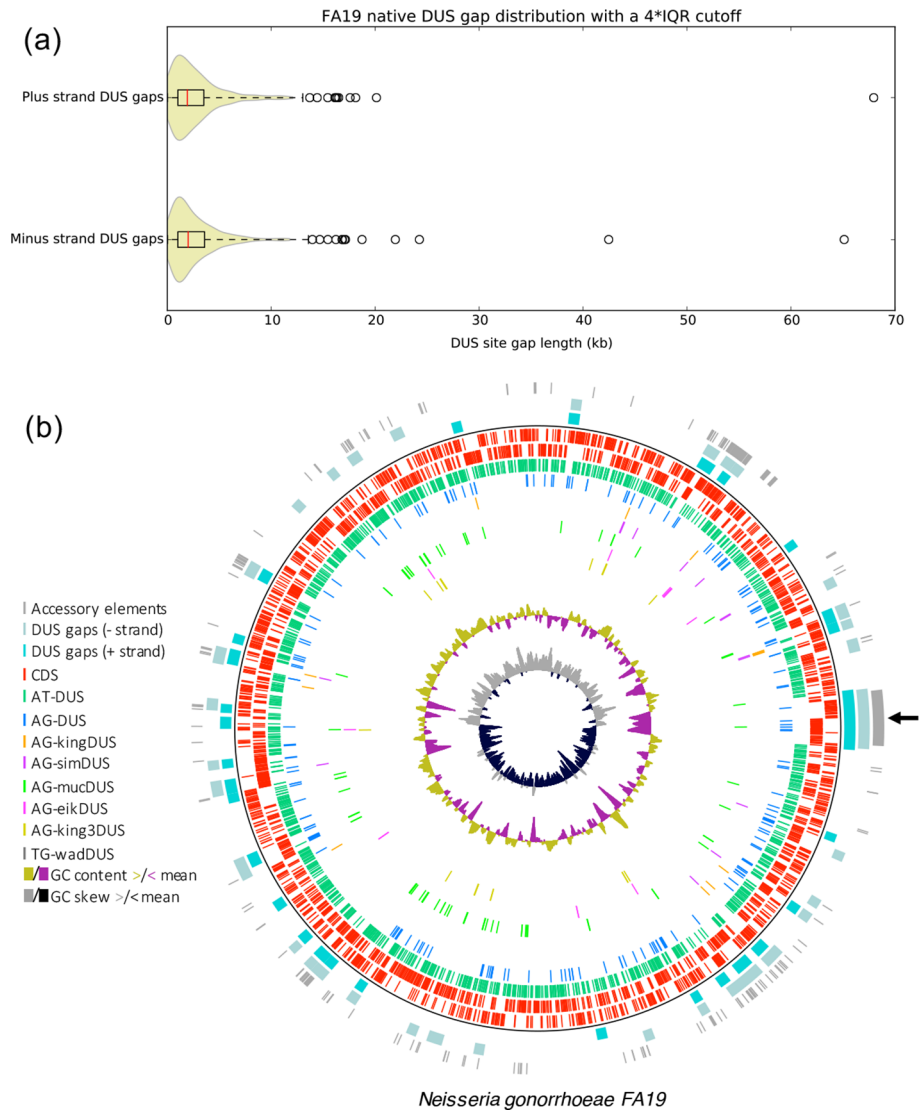 (a)
FA19 native DUS gap distribution with a 4*IQR cutoff
Plus strand DUS gaps
Minus strand DUS gaps
0 10 20 30 40 50 60 70
DUS site gap length (kb)
(b)
Accessory elements
DUS gaps (- strand)
DUS gaps (+ strand)
CDS
AT-DUS
AG-DUS
AG-kingDUS
AG-simDUS
AG-mucDUS
AG-eikDUS
AG-king3DUS
TG-wadDUS
/ GC content >/< mean
/ GC skew >/< mean
Neisseria gonorrhoeae FA19